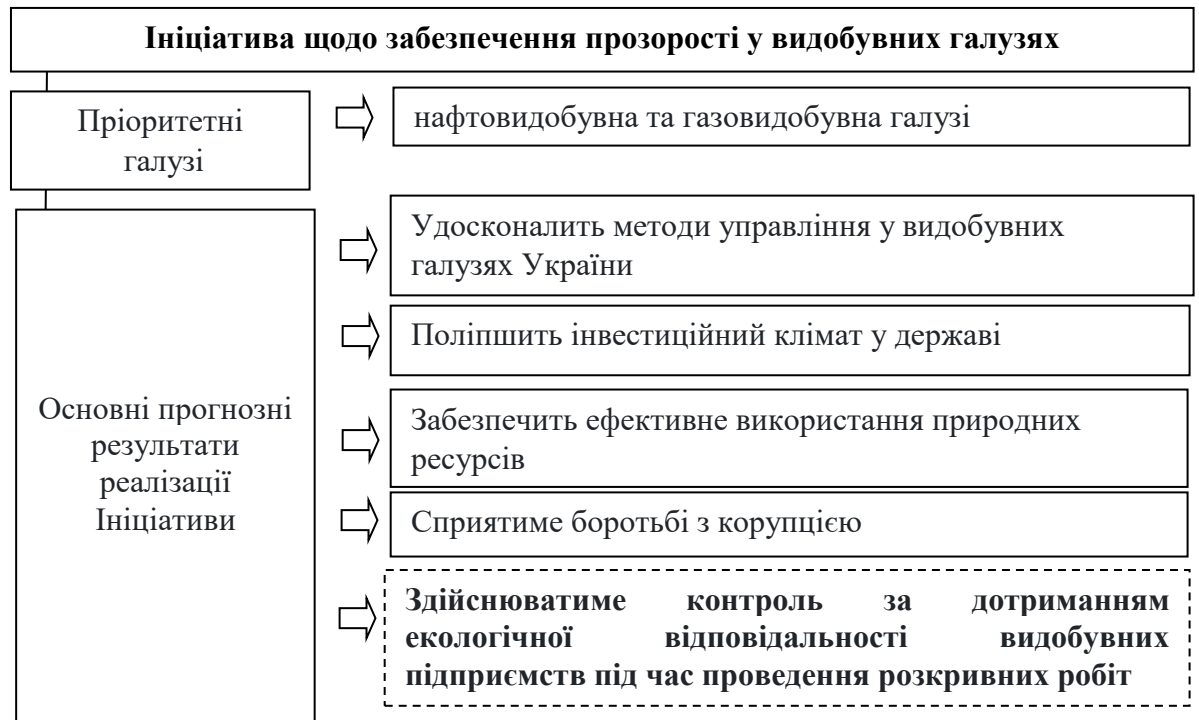 Ініціатива щодо забезпечення прозорості у видобувних галузях
Пріоритетні
галузі
нафтовидобувна та газовидобувна галузі
Основні прогнозні
результати
реалізації
Ініціативи
Удосконалить методи управління у видобувних
галузях України
Поліпшить інвестиційний клімат у державі
Забезпечить ефективне використання природних
ресурсів
Сприятиме боротьбі з корупцією
Здійснюватиме контроль за дотриманням
екологічної відповідальності видобувних
підприємств під час проведення розкривних робіт